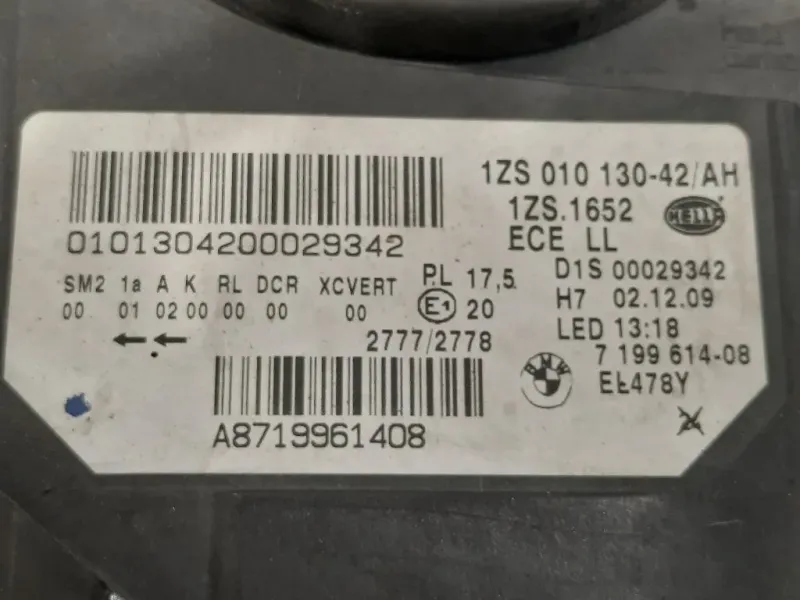 1ZS 010 130-42/AH
1ZS.1652
HELLA
0101304200029342
ECE LL
SM2 1a A K RL DCR XCVERT
00 01 02 00 00 00 00
P.L 17,5
E1 20
D1S 00029342
H7 02.12.09
LED 13:18
2777/2778
7 199 614-08
BMW
A8719961408